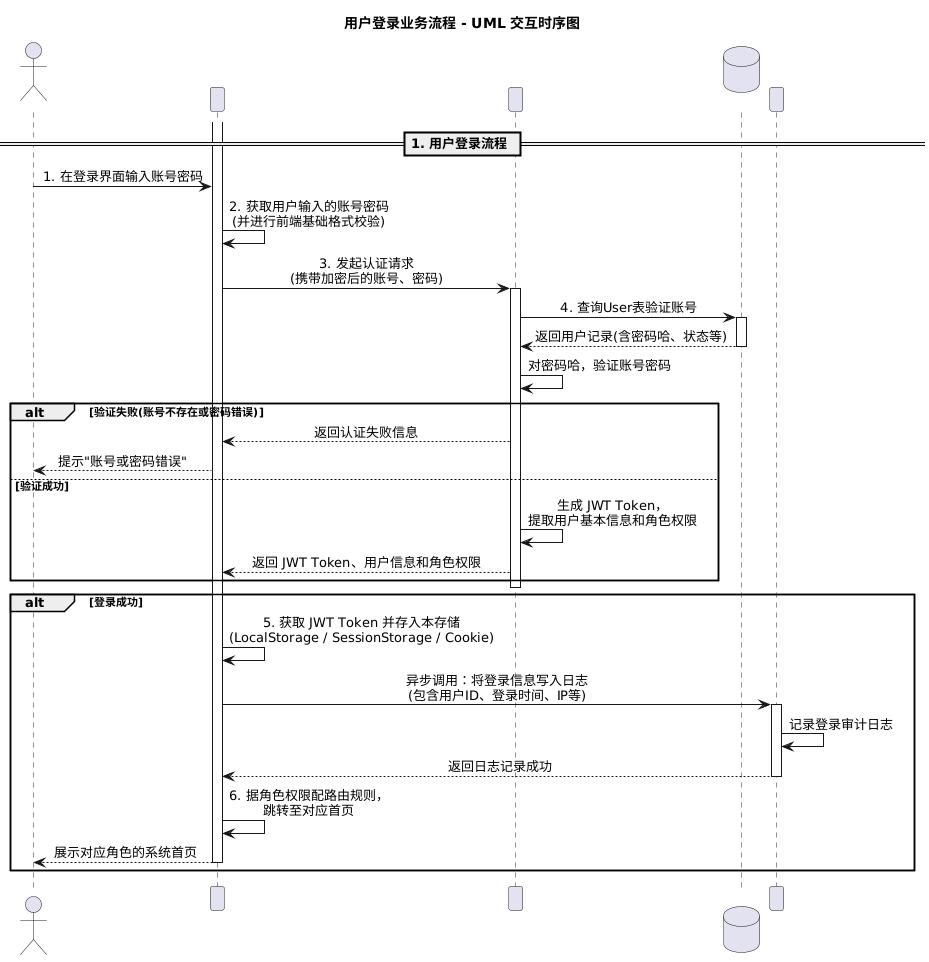 用户登录业务流程 - UML 交互时序图
1. 用户登录流程
1. 在登录界面输入账号密码
2. 获取用户输入的账号密码
(并进行前端基础格式校验)
3. 发起认证请求
(携带加密后的账号、密码)
4. 查询User表验证账号
返回用户记录(含密码哈、状态等)
对密码哈，验证账号密码
alt [验证失败(账号不存在或密码错误)]
返回认证失败信息
提示"账号或密码错误"
[验证成功]
生成 JWT Token，
提取用户基本信息和角色权限
返回 JWT Token、用户信息和角色权限
alt [登录成功]
5. 获取 JWT Token 并存入本存储
(LocalStorage / SessionStorage / Cookie)
异步调用：将登录信息写入日志
(包含用户ID、登录时间、IP等)
记录登录审计日志
返回日志记录成功
6. 据角色权限配路由规则，
跳转至对应首页
展示对应角色的系统首页